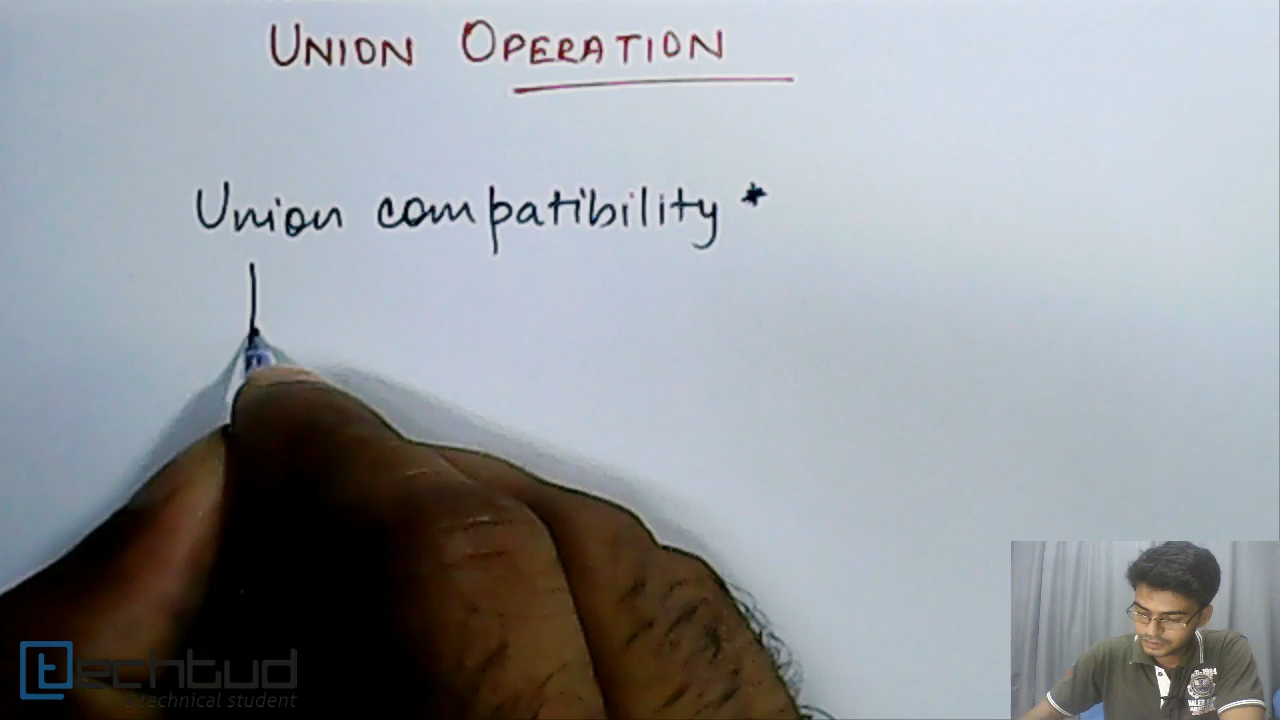 UNION OPERATION
Union compatibility *
techtud
a technical student